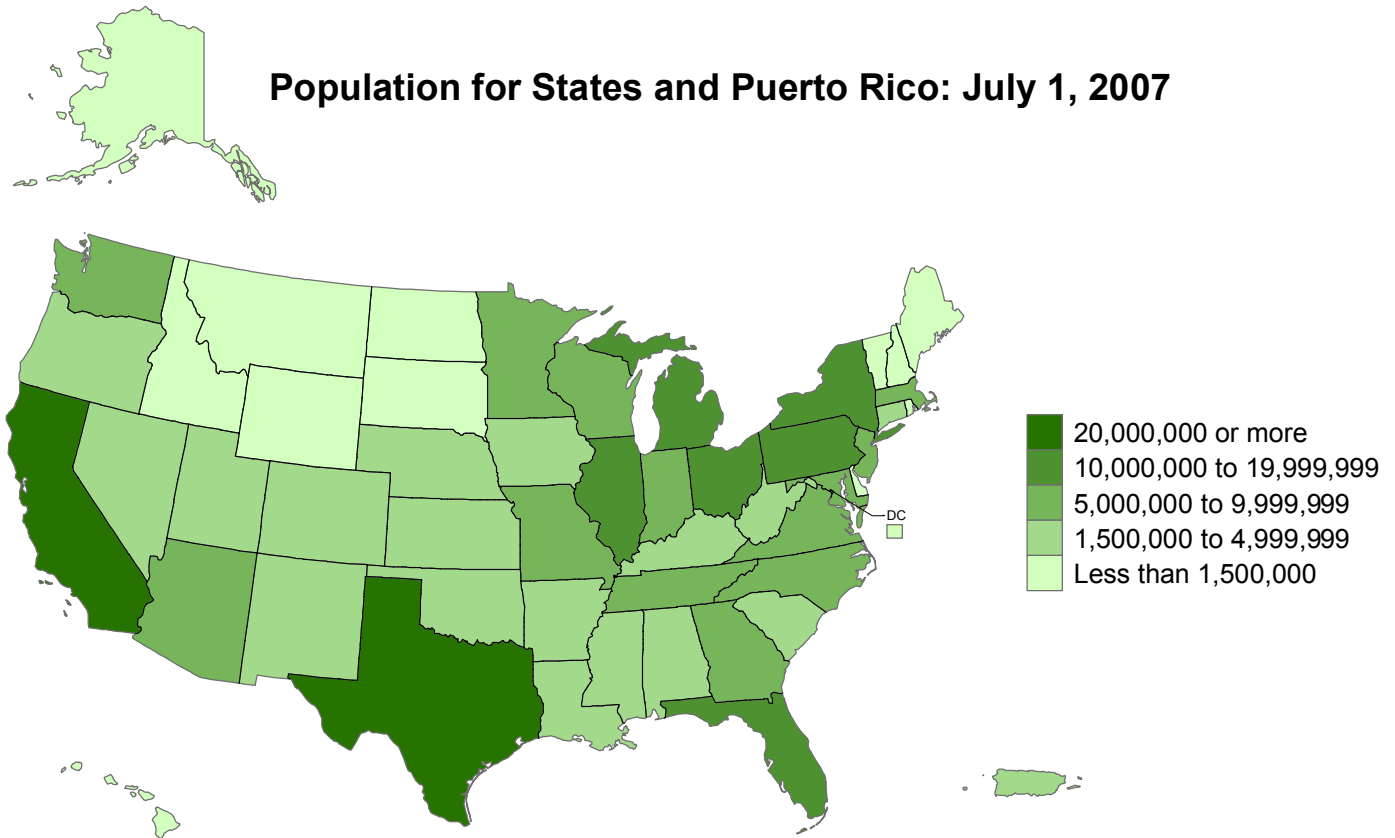 Population for States and Puerto Rico: July 1, 2007
20,000,000 or more
10,000,000 to 19,999,999
5,000,000 to 9,999,999
DC
1,500,000 to 4,999,999
Less than 1,500,000